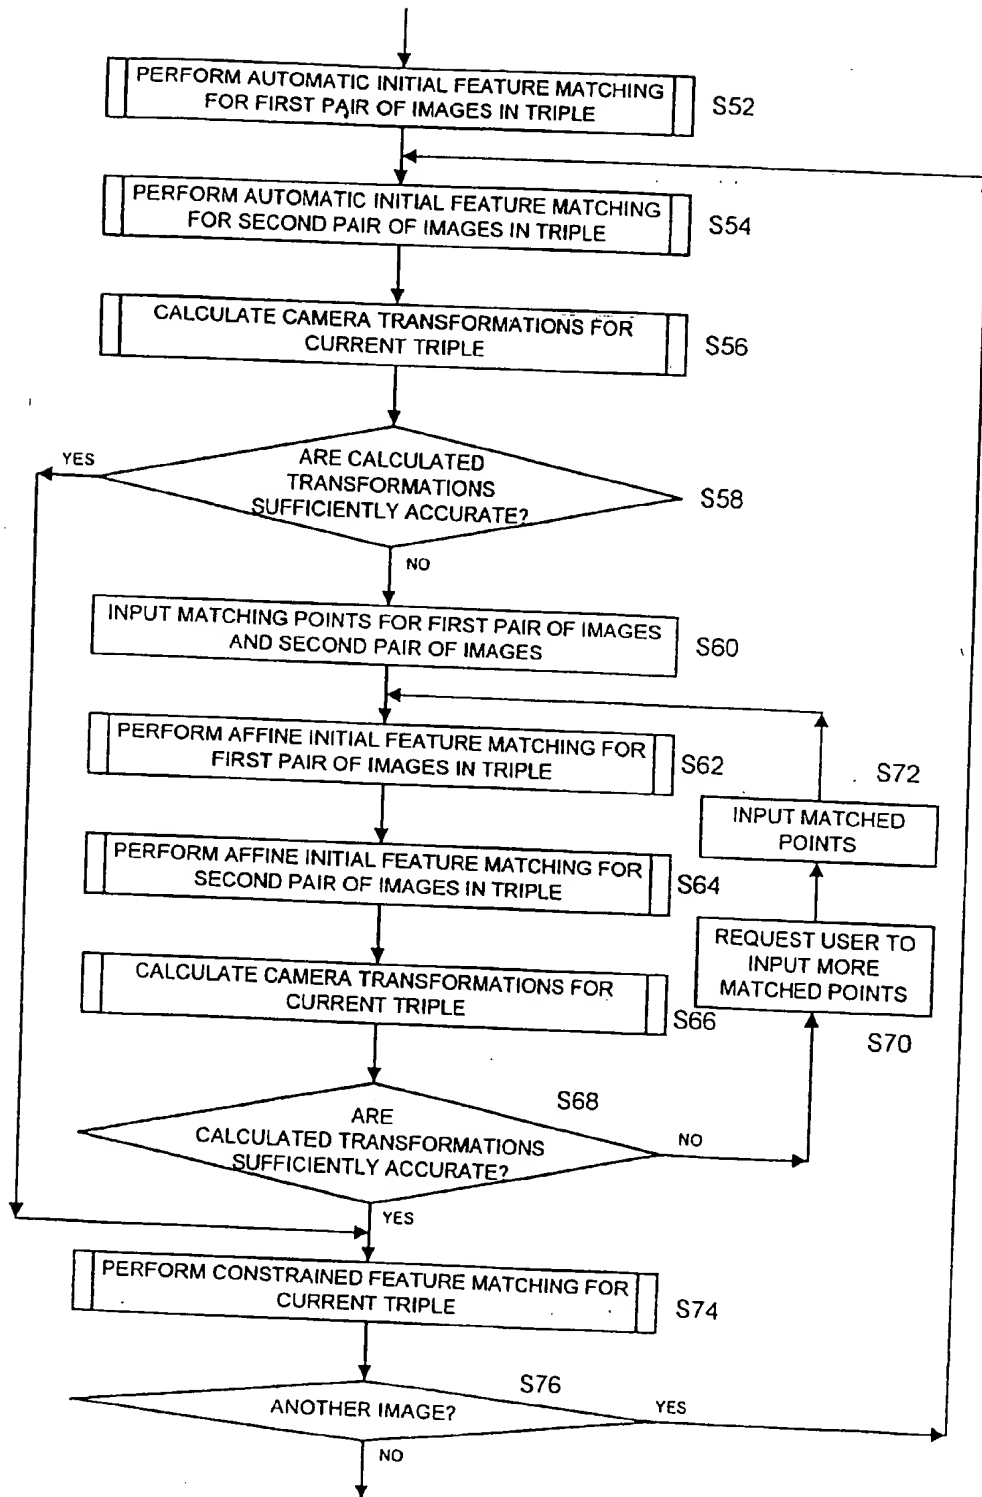 PERFORM AUTOMATIC INITIAL FEATURE MATCHING
FOR FIRST PAIR OF IMAGES IN TRIPLE
S52
PERFORM AUTOMATIC INITIAL FEATURE MATCHING
FOR SECOND PAIR OF IMAGES IN TRIPLE
S54
CALCULATE CAMERA TRANSFORMATIONS FOR
CURRENT TRIPLE
S56
YES
ARE CALCULATED
TRANSFORMATIONS
SUFFICIENTLY ACCURATE?
S58
NO
INPUT MATCHING POINTS FOR FIRST PAIR OF IMAGES
AND SECOND PAIR OF IMAGES
S60
PERFORM AFFINE INITIAL FEATURE MATCHING FOR
FIRST PAIR OF IMAGES IN TRIPLE
S62
S72
INPUT MATCHED
POINTS
PERFORM AFFINE INITIAL FEATURE MATCHING FOR
SECOND PAIR OF IMAGES IN TRIPLE
S64
REQUEST USER TO
INPUT MORE
MATCHED POINTS
S70
CALCULATE CAMERA TRANSFORMATIONS FOR
CURRENT TRIPLE
S66
S68
ARE
CALCULATED TRANSFORMATIONS
SUFFICIENTLY ACCURATE?
NO
YES
PERFORM CONSTRAINED FEATURE MATCHING FOR
CURRENT TRIPLE
S74
S76
ANOTHER IMAGE?
YES
NO